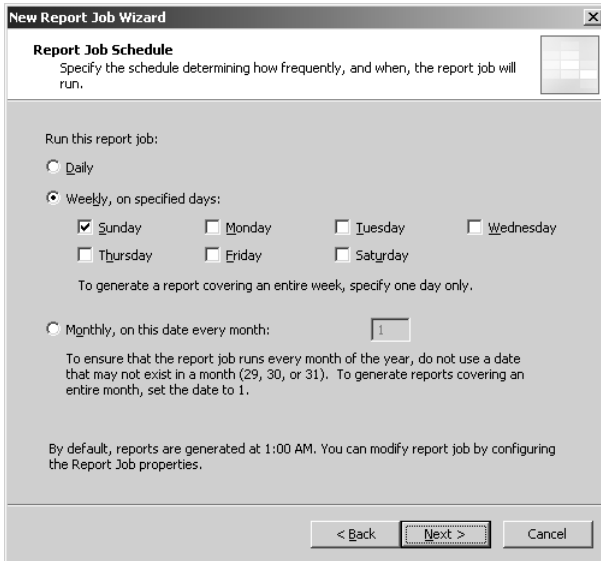 New Report Job Wizard
Report Job Schedule
Specify the schedule determining how frequently, and when, the report job will
run.
Run this report job:
Daily
Weekly, on specified days:
Sunday Monday Tuesday Wednesday
Thursday Friday Saturday
To generate a report covering an entire week, specify one day only.
Monthly, on this date every month: 1
To ensure that the report job runs every month of the year, do not use a date
that may not exist in a month (29, 30, or 31). To generate reports covering an
entire month, set the date to 1.
By default, reports are generated at 1:00 AM. You can modify report job by configuring
the Report Job properties.
< Back Next > Cancel